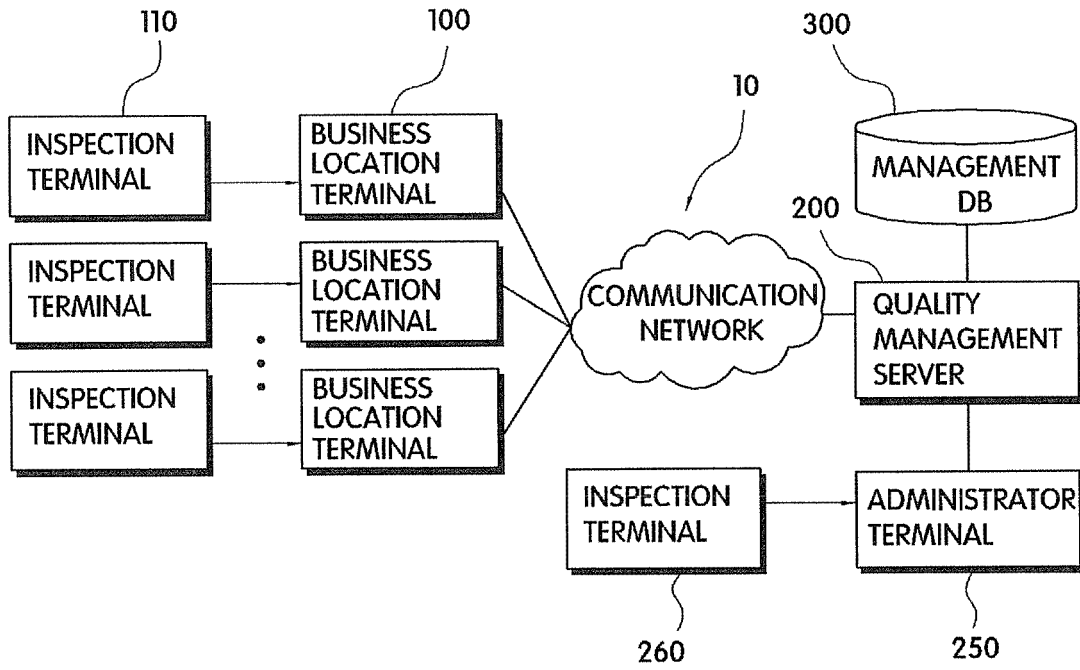 110
100
300
10
INSPECTION
TERMINAL
BUSINESS
LOCATION
TERMINAL
MANAGEMENT
DB
200
INSPECTION
TERMINAL
BUSINESS
LOCATION
TERMINAL
COMMUNICATION
NETWORK
QUALITY
MANAGEMENT
SERVER
INSPECTION
TERMINAL
BUSINESS
LOCATION
TERMINAL
INSPECTION
TERMINAL
ADMINISTRATOR
TERMINAL
260
250